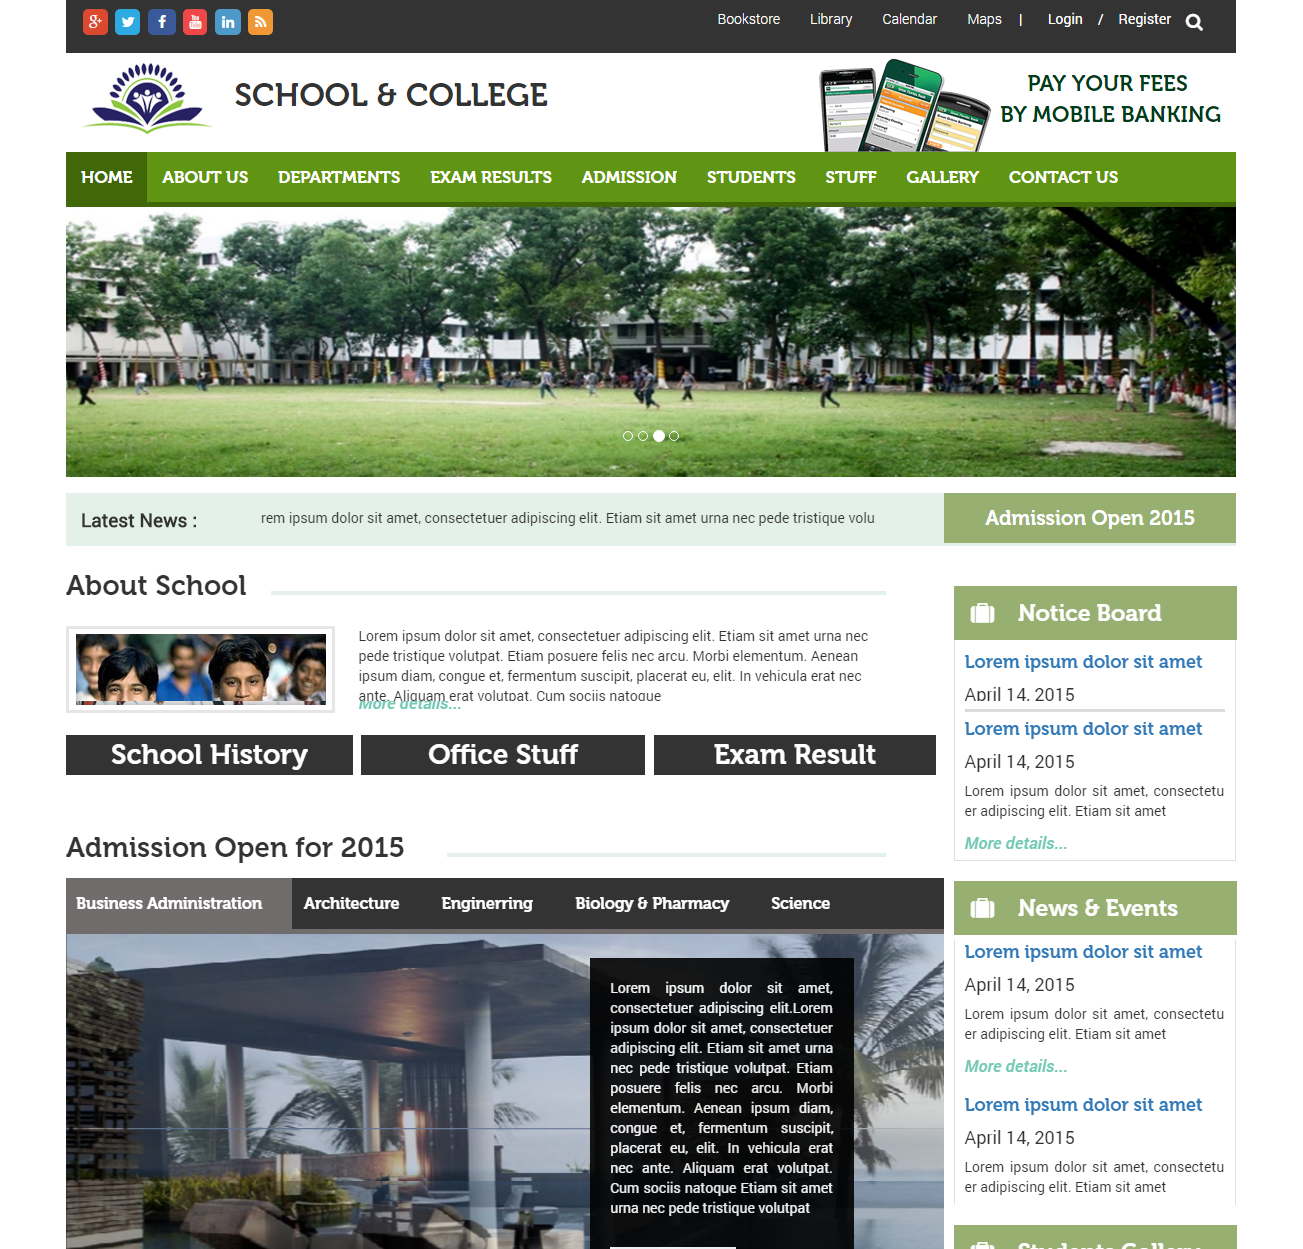 Bookstore Library Calendar Maps | Login / Register
SCHOOL & COLLEGE
PAY YOUR FEES
BY MOBILE BANKING
HOME ABOUT US DEPARTMENTS EXAM RESULTS ADMISSION STUDENTS STUFF GALLERY CONTACT US
Latest News :
rem ipsum dolor sit amet, consectetuer adipiscing elit. Etiam sit amet urna nec pede tristique volu
Admission Open 2015
About School
Lorem ipsum dolor sit amet, consectetuer adipiscing elit. Etiam sit amet urna nec
pede tristique volutpat. Etiam posuere felis nec arcu. Morbi elementum. Aenean
ipsum diam, congue et, fermentum suscipit, placerat eu, elit. In vehicula erat nec
ante. Aliquam erat volutpat. Cum sociis natoque
More details...
School History
Office Stuff
Exam Result
Notice Board
Lorem ipsum dolor sit amet
April 14, 2015
Lorem ipsum dolor sit amet
April 14, 2015
Lorem ipsum dolor sit amet, consectetu
er adipiscing elit. Etiam sit amet
More details...
Admission Open for 2015
Business Administration Architecture Enginerring Biology & Pharmacy Science
Lorem ipsum dolor sit amet,
consectetuer adipiscing elit.Lorem
ipsum dolor sit amet, consectetuer
adipiscing elit. Etiam sit amet urna
nec pede tristique volutpat. Etiam
posuere felis nec arcu. Morbi
elementum. Aenean ipsum diam,
congue et, fermentum suscipit,
placerat eu, elit. In vehicula erat
nec ante. Aliquam erat volutpat.
Cum sociis natoque Etiam sit amet
urna nec pede tristique volutpat
News & Events
Lorem ipsum dolor sit amet
April 14, 2015
Lorem ipsum dolor sit amet, consectetu
er adipiscing elit. Etiam sit amet
More details...
Lorem ipsum dolor sit amet
April 14, 2015
Lorem ipsum dolor sit amet, consectetu
er adipiscing elit. Etiam sit amet
Students Gallery